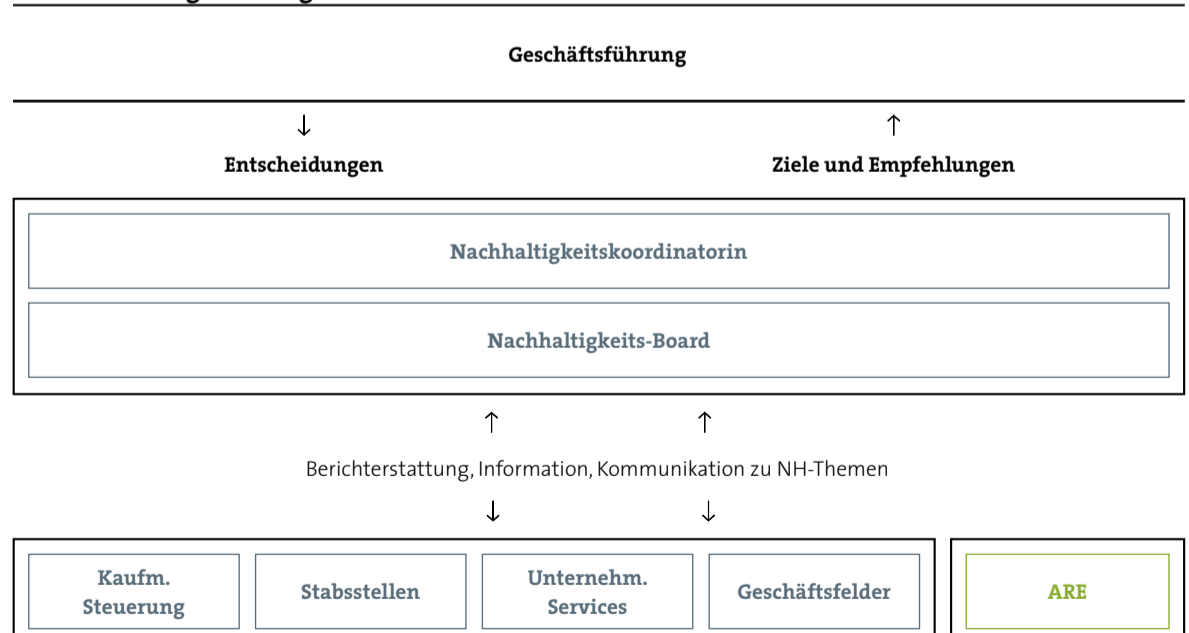 Geschäftsführung
↓ ↑
Entscheidungen Ziele und Empfehlungen
Nachhaltigkeitskoordinatorin
Nachhaltigkeits-Board
↑ ↑
Berichterstattung, Information, Kommunikation zu NH-Themen
↓ ↓
Kaufm.
Steuerung
Stabsstellen
Unternehm.
Services
Geschäftsfelder
ARE